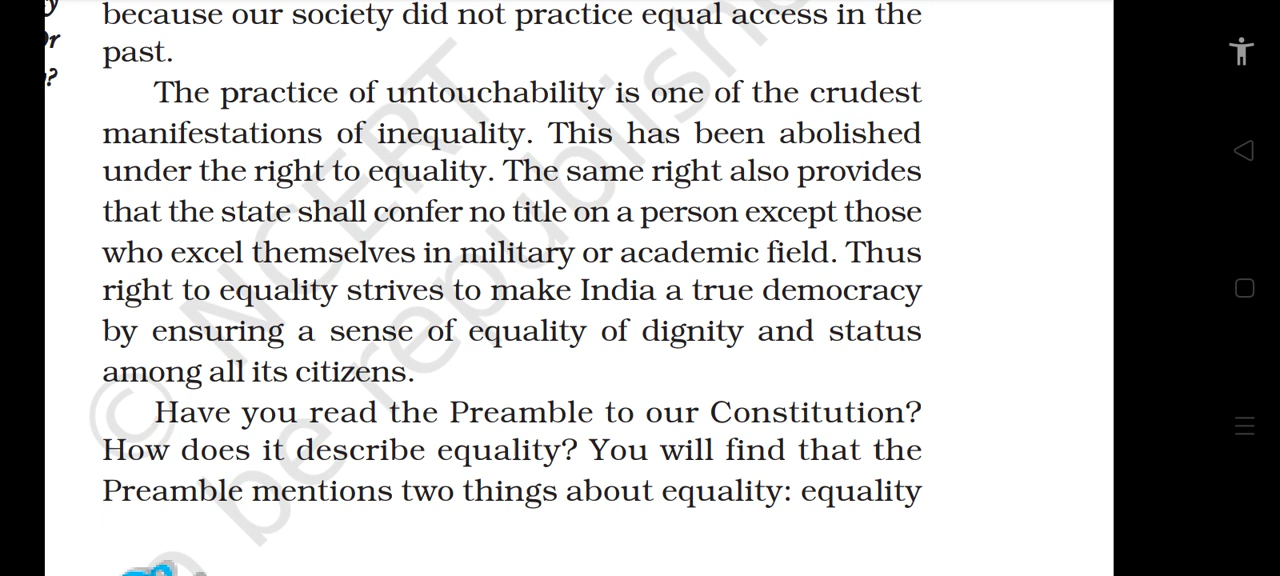 because our society did not practice equal access in the
past.
The practice of untouchability is one of the crudest
manifestations of inequality. This has been abolished
under the right to equality. The same right also provides
that the state shall confer no title on a person except those
who excel themselves in military or academic field. Thus
right to equality strives to make India a true democracy
by ensuring a sense of equality of dignity and status
among all its citizens.
Have you read the Preamble to our Constitution?
How does it describe equality? You will find that the
Preamble mentions two things about equality: equality
© NCERT
be republish